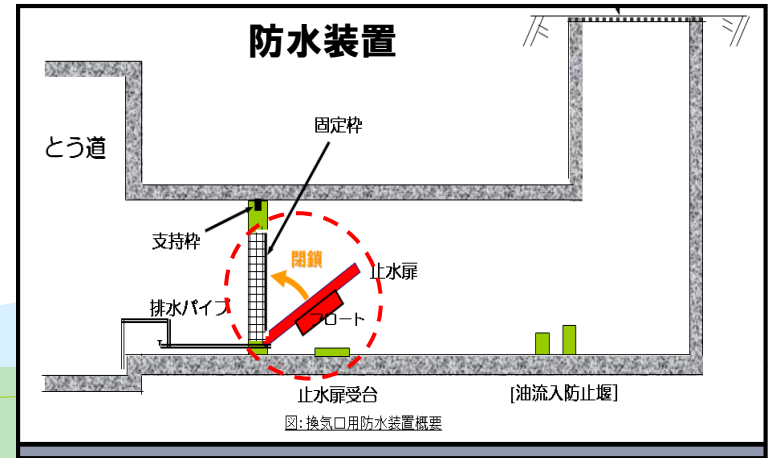 防水装置
固定枠
とう道
支持枠
閉鎖
止水扉
排水パイプ
フロート
止水扉受台
[油流入防止堰]
図:換気口用防水装置概要